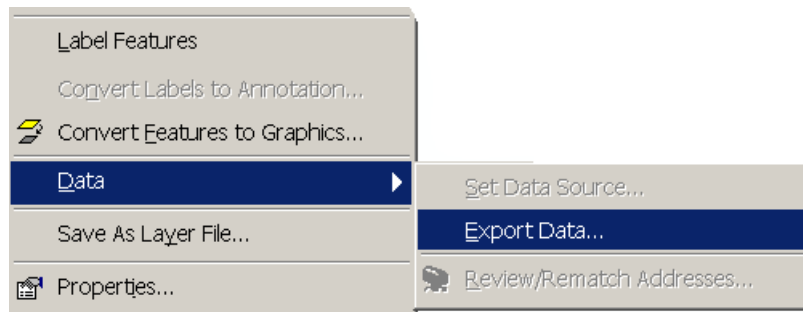 Label Features
Convert Labels to Annotation...
Convert Features to Graphics...
Data
Set Data Source...
Save As Layer File...
Export Data...
Properties...
Review/Rematch Addresses...